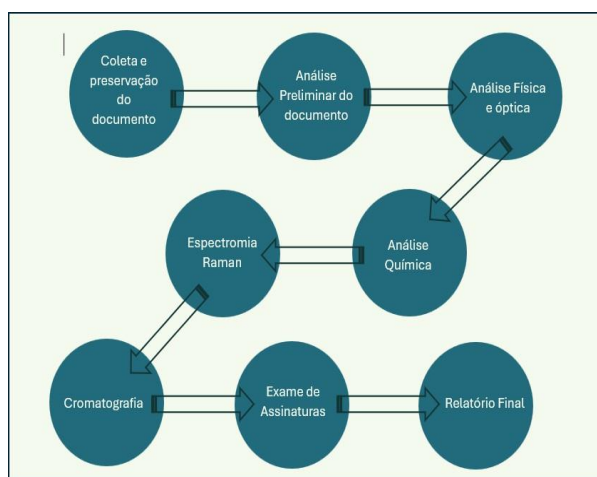 Coleta e
preservação
do
documento
Análise
Preliminar do
documento
Análise Física
e óptica
Espectromia
Raman
Análise
Química
Cromatografia
Exame de
Assinaturas
Relatório Final